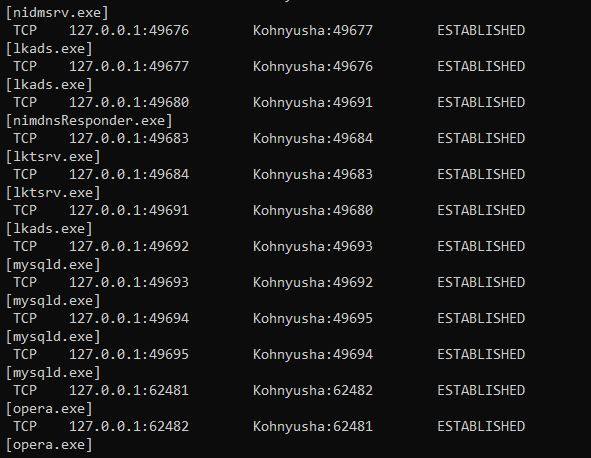 [nidmsrv.exe]
TCP 127.0.0.1:49676 Kohnyusha:49677 ESTABLISHED
[lkads.exe]
TCP 127.0.0.1:49677 Kohnyusha:49676 ESTABLISHED
[lkads.exe]
TCP 127.0.0.1:49680 Kohnyusha:49691 ESTABLISHED
[nimdnsResponder.exe]
TCP 127.0.0.1:49683 Kohnyusha:49684 ESTABLISHED
[lktsrv.exe]
TCP 127.0.0.1:49684 Kohnyusha:49683 ESTABLISHED
[lktsrv.exe]
TCP 127.0.0.1:49691 Kohnyusha:49680 ESTABLISHED
[lkads.exe]
TCP 127.0.0.1:49692 Kohnyusha:49693 ESTABLISHED
[mysqld.exe]
TCP 127.0.0.1:49693 Kohnyusha:49692 ESTABLISHED
[mysqld.exe]
TCP 127.0.0.1:49694 Kohnyusha:49695 ESTABLISHED
[mysqld.exe]
TCP 127.0.0.1:49695 Kohnyusha:49694 ESTABLISHED
[mysqld.exe]
TCP 127.0.0.1:62481 Kohnyusha:62482 ESTABLISHED
[opera.exe]
TCP 127.0.0.1:62482 Kohnyusha:62481 ESTABLISHED
[opera.exe]